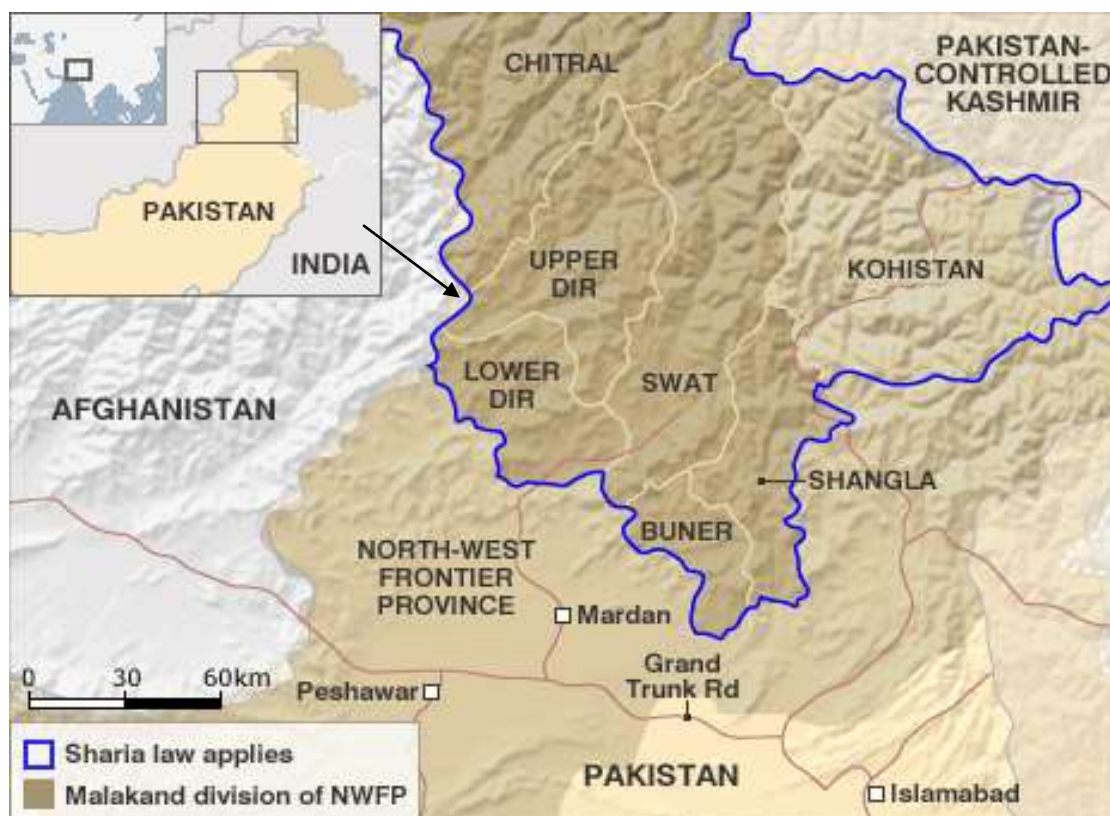 CHITRAL
PAKISTAN-
CONTROLLED
KASHMIR
PAKISTAN
INDIA
UPPER
DIR
KOHISTAN
LOWER
DIR
SWAT
AFGHANISTAN
SHANGLA
BUNER
NORTH-WEST
FRONTIER
PROVINCE
Mardan
0 30 60km
Grand
Trunk Rd
Peshawar
Sharia law applies
PAKISTAN
Malakand division of NWFP
Islamabad